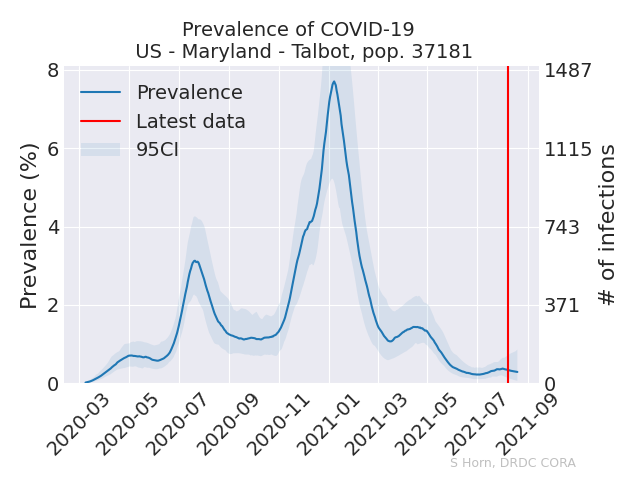 Prevalence of COVID-19
US - Maryland - Talbot, pop. 37181
Prevalence (%)
8
6
4
2
0
Prevalence
Latest data
95CI
1487
1115
743
371
0
# of infections
2020-03
2020-05
2020-07
2020-09
2020-11
2021-01
2021-03
2021-05
2021-07
2021-09
S Horn, DRDC CORA